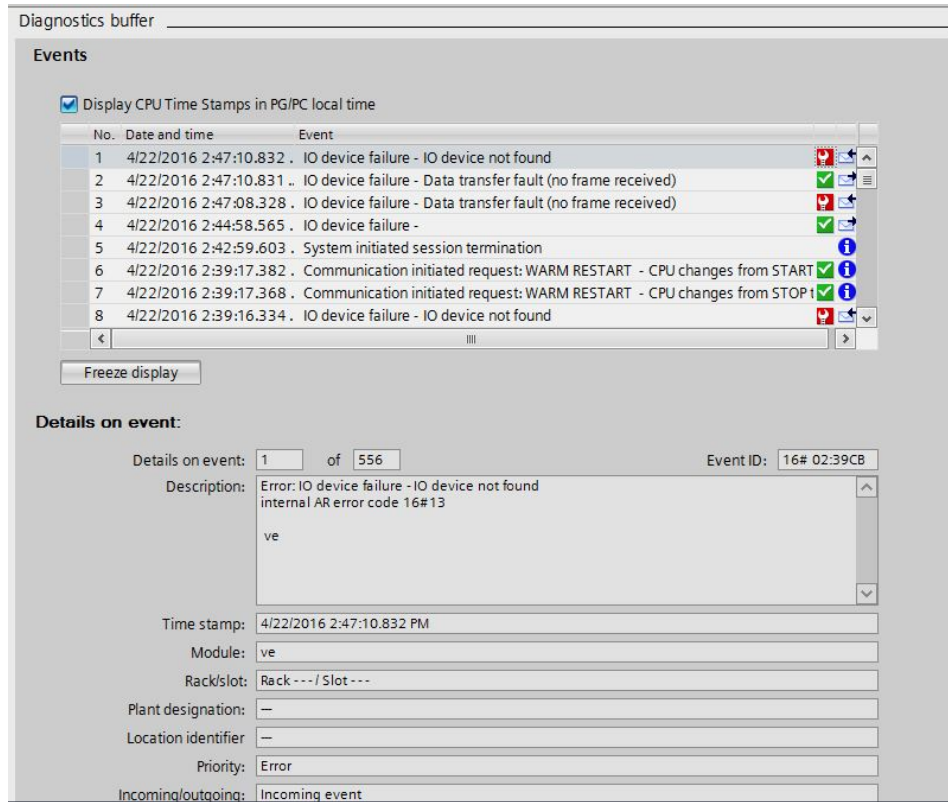 Diagnostics buffer
Events
Display CPU Time Stamps in PG/PC local time
No. Date and time Event
1 4/22/2016 2:47:10.832 . IO device failure - IO device not found
2 4/22/2016 2:47:10.831 .. IO device failure - Data transfer fault (no frame received)
3 4/22/2016 2:47:08.328 . IO device failure - Data transfer fault (no frame received)
4 4/22/2016 2:44:58.565 . IO device failure -
5 4/22/2016 2:42:59.603 . System initiated session termination
6 4/22/2016 2:39:17.382 . Communication initiated request: WARM RESTART - CPU changes from START
7 4/22/2016 2:39:17.368 . Communication initiated request: WARM RESTART - CPU changes from STOP t
8 4/22/2016 2:39:16.334 . IO device failure - IO device not found
Freeze display
Details on event:
Details on event: 1 of 556 Event ID: 16# 02:39CB
Description: Error: IO device failure - IO device not found
internal AR error code 16#13
ve
Time stamp: 4/22/2016 2:47:10.832 PM
Module: ve
Rack/slot: Rack - - - / Slot - - -
Plant designation: ---
Location identifier ---
Priority: Error
Incoming/outgoing: Incoming event